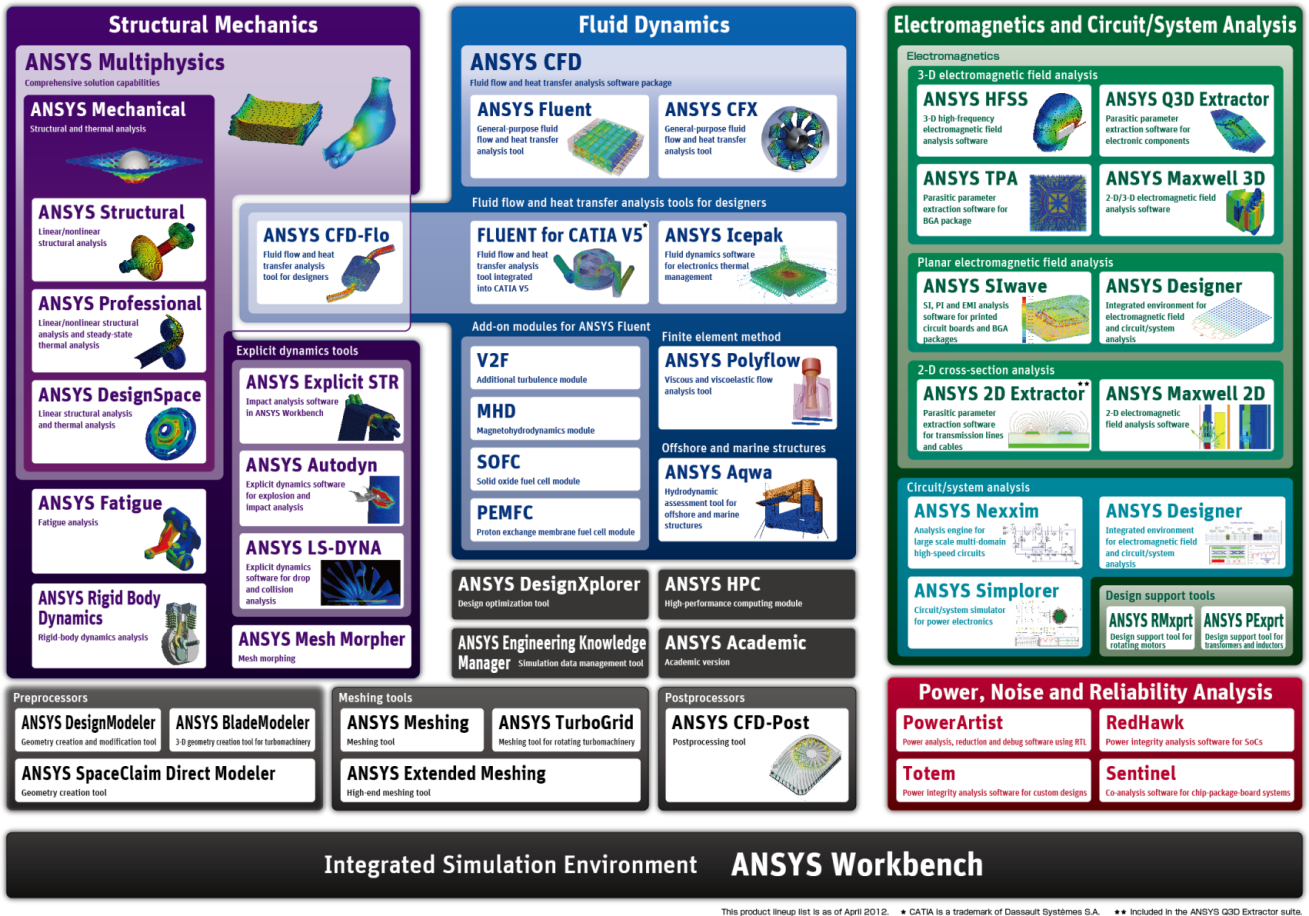 Structural Mechanics
ANSYS Multiphysics
Comprehensive solution capabilities
ANSYS Mechanical
Structural and thermal analysis
ANSYS Structural
Linear/nonlinear
structural analysis
ANSYS Professional
Linear/nonlinear structural
analysis and steady-state
thermal analysis
ANSYS DesignSpace
Linear structural analysis
and thermal analysis
ANSYS Fatigue
Fatigue analysis
ANSYS Rigid Body
Dynamics
Rigid-body dynamics analysis
Explicit dynamics tools
ANSYS Explicit STR
Impact analysis software
in ANSYS Workbench
ANSYS Autodyn
Explicit dynamics software
for explosion and
impact analysis
ANSYS LS-DYNA
Explicit dynamics
software for drop
and collision
analysis
ANSYS Mesh Morpher
Mesh morphing
Fluid Dynamics
ANSYS CFD
Fluid flow and heat transfer analysis software package
ANSYS Fluent
General-purpose fluid
flow and heat transfer
analysis tool
ANSYS CFX
General-purpose fluid
flow and heat transfer
analysis tool
Fluid flow and heat transfer analysis tools for designers
ANSYS CFD-Flo
Fluid flow and heat
transfer analysis
tool for designers
FLUENT for CATIA V5★
Fluid flow and heat
transfer analysis
tool integrated
into CATIA V5
ANSYS Icepak
Fluid dynamics software
for electronics thermal
management
Add-on modules for ANSYS Fluent
V2F
Additional turbulence module
MHD
Magnetohydrodynamics module
SOFC
Solid oxide fuel cell module
PEMFC
Proton exchange membrane fuel cell module
Finite element method
ANSYS Polyflow
Viscous and viscoelastic flow
analysis tool
Offshore and marine structures
ANSYS Aqwa
Hydrodynamic
assessment tool for
offshore and marine
structures
ANSYS DesignXplorer
Design optimization tool
ANSYS HPC
High-performance computing module
ANSYS Engineering Knowledge
Manager Simulation data management tool
ANSYS Academic
Academic version
Electromagnetics and Circuit/System Analysis
Electromagnetics
3-D electromagnetic field analysis
ANSYS HFSS
3-D high-frequency
electromagnetic field
analysis software
ANSYS Q3D Extractor
Parasitic parameter
extraction software for
electronic components
ANSYS TPA
Parasitic parameter
extraction software for
BGA package
ANSYS Maxwell 3D
2-D/3-D electromagnetic field
analysis software
Planar electromagnetic field analysis
ANSYS SIwave
SI, PI and EMI analysis
software for printed
circuit boards and BGA
packages
ANSYS Designer
Integrated environment for
electromagnetic field
and circuit/system
analysis
2-D cross-section analysis
ANSYS 2D Extractor★★
Parasitic parameter
extraction software
for transmission lines
and cables
ANSYS Maxwell 2D
2-D electromagnetic
field analysis software
Circuit/system analysis
ANSYS Nexxim
Analysis engine for
large scale multi-domain
high-speed circuits
ANSYS Designer
Integrated environment
for electromagnetic field
and circuit/system
analysis
ANSYS Simplorer
Circuit/system simulator
for power electronics
Design support tools
ANSYS RMxprt
Design support tool for
rotating motors
ANSYS PExprt
Design support tool for
transformers and inductors
Power, Noise and Reliability Analysis
PowerArtist
Power analysis, reduction and debug software using RTL
RedHawk
Power integrity analysis software for SoCs
Totem
Power integrity analysis software for custom designs
Sentinel
Co-analysis software for chip-package-board systems
Preprocessors
ANSYS DesignModeler
Geometry creation and modification tool
ANSYS BladeModeler
3-D geometry creation tool for turbomachinery
ANSYS SpaceClaim Direct Modeler
Geometry creation tool
Meshing tools
ANSYS Meshing
Meshing tool
ANSYS TurboGrid
Meshing tool for rotating turbomachinery
ANSYS Extended Meshing
High-end meshing tool
Postprocessors
ANSYS CFD-Post
Postprocessing tool
Integrated Simulation Environment ANSYS Workbench
This product lineup list is as of April 2012. ★ CATIA is a trademark of Dassault Systèmes S.A. ★★ Included in the ANSYS Q3D Extractor suite.